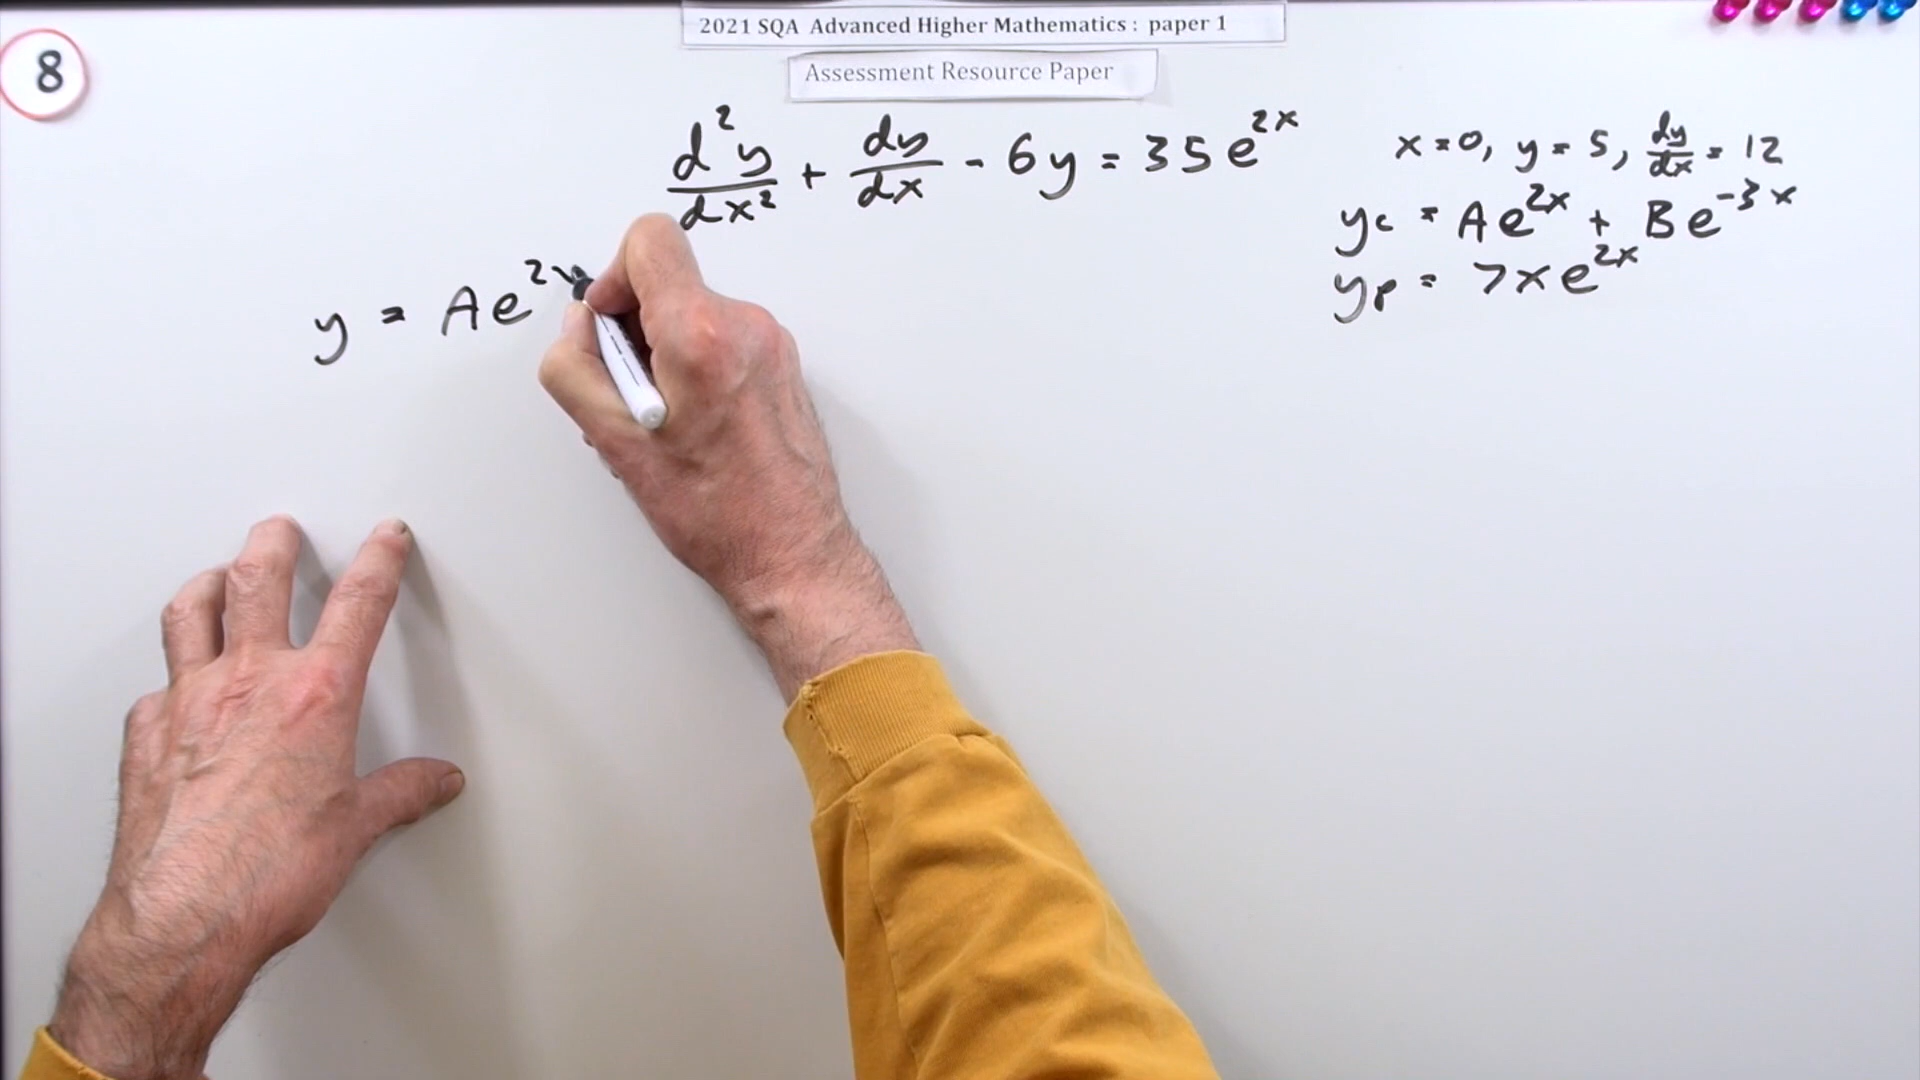 2021 SQA Advanced Higher Mathematics : paper 1
Assessment Resource Paper
8
d²y/dx² + dy/dx - 6y = 35e^2x
x = 0, y = 5, dy/dx = 12
yc = Ae^2x + Be^-3x
yp = 7xe^2x
y = Ae^2x